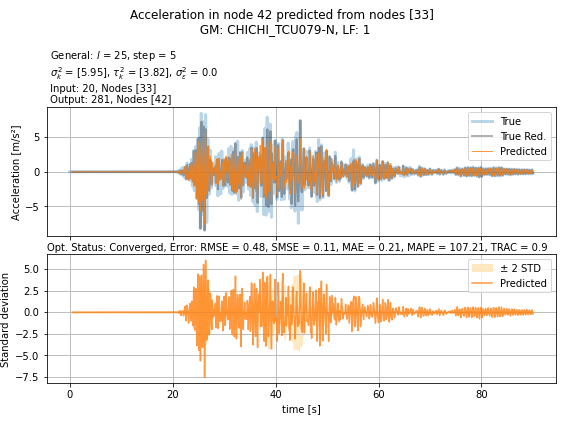 Acceleration in node 42 predicted from nodes [33]
GM: CHICHI_TCU079-N, LF: 1
General: l = 25, step = 5
σ²ₖ = [5.95], τ²ₖ = [3.82], σ²_ε = 0.0
Input: 20, Nodes [33]
Output: 281, Nodes [42]
Acceleration [m/s²]
5
0
−5
True
True Red.
Predicted
Opt. Status: Converged, Error: RMSE = 0.48, SMSE = 0.11, MAE = 0.21, MAPE = 107.21, TRAC = 0.9
Standard deviation
5.0
2.5
0.0
−2.5
−5.0
−7.5
± 2 STD
Predicted
0 20 40 60 80
time [s]